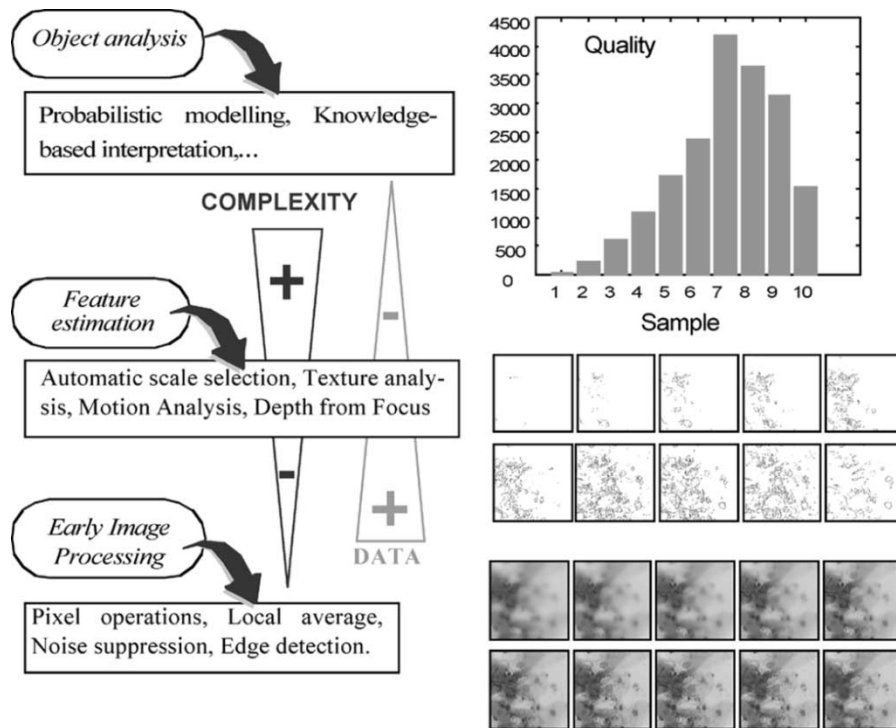 Object analysis
Probabilistic modelling, Knowledge-
based interpretation,...
COMPLEXITY
+
-
Feature
estimation
Automatic scale selection, Texture analy-
sis, Motion Analysis, Depth from Focus
-
+
DATA
Early Image
Processing
Pixel operations, Local average,
Noise suppression, Edge detection.
Quality
4500
4000
3500
3000
2500
2000
1500
1000
500
0
1 2 3 4 5 6 7 8 9 10
Sample